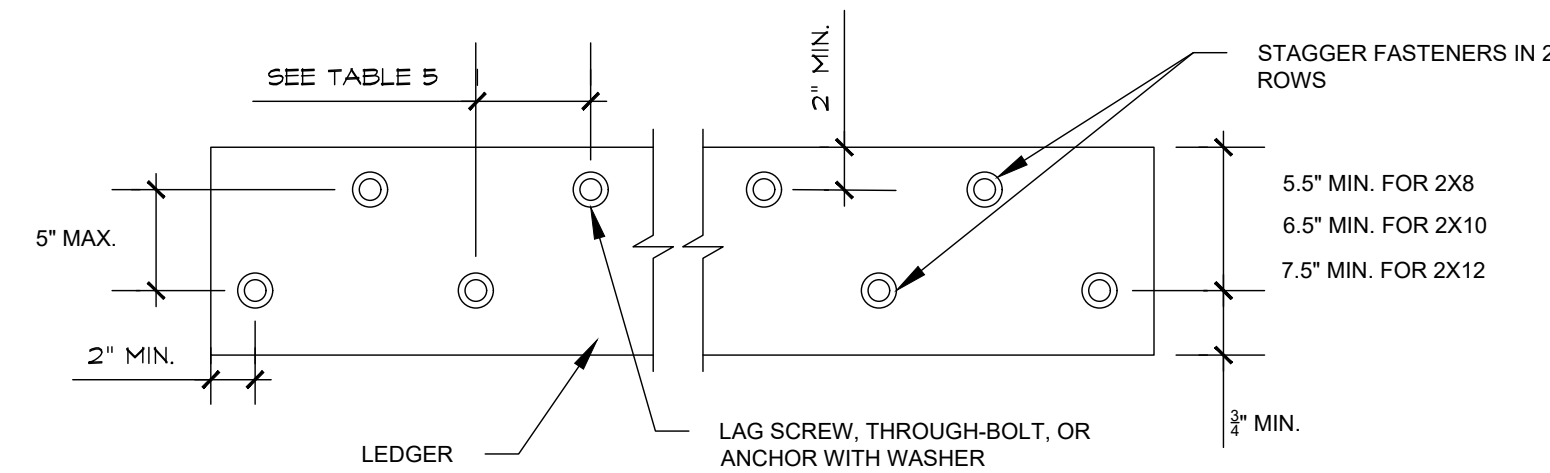 SEE TABLE 5
2" MIN.
STAGGER FASTENERS IN 2
ROWS
5" MAX.
5.5" MIN. FOR 2X8
6.5" MIN. FOR 2X10
7.5" MIN. FOR 2X12
2" MIN.
LEDGER
LAG SCREW, THROUGH-BOLT, OR
ANCHOR WITH WASHER
¾" MIN.